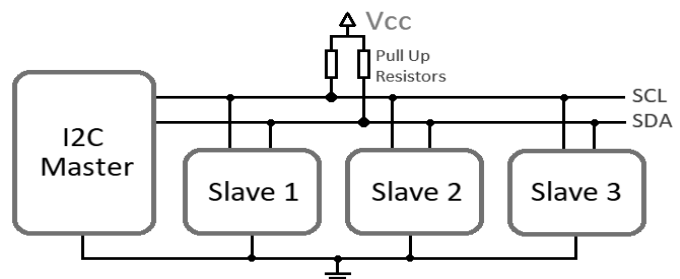 Vcc
Pull Up
Resistors
SCL
SDA
I2C
Master
Slave 1
Slave 2
Slave 3